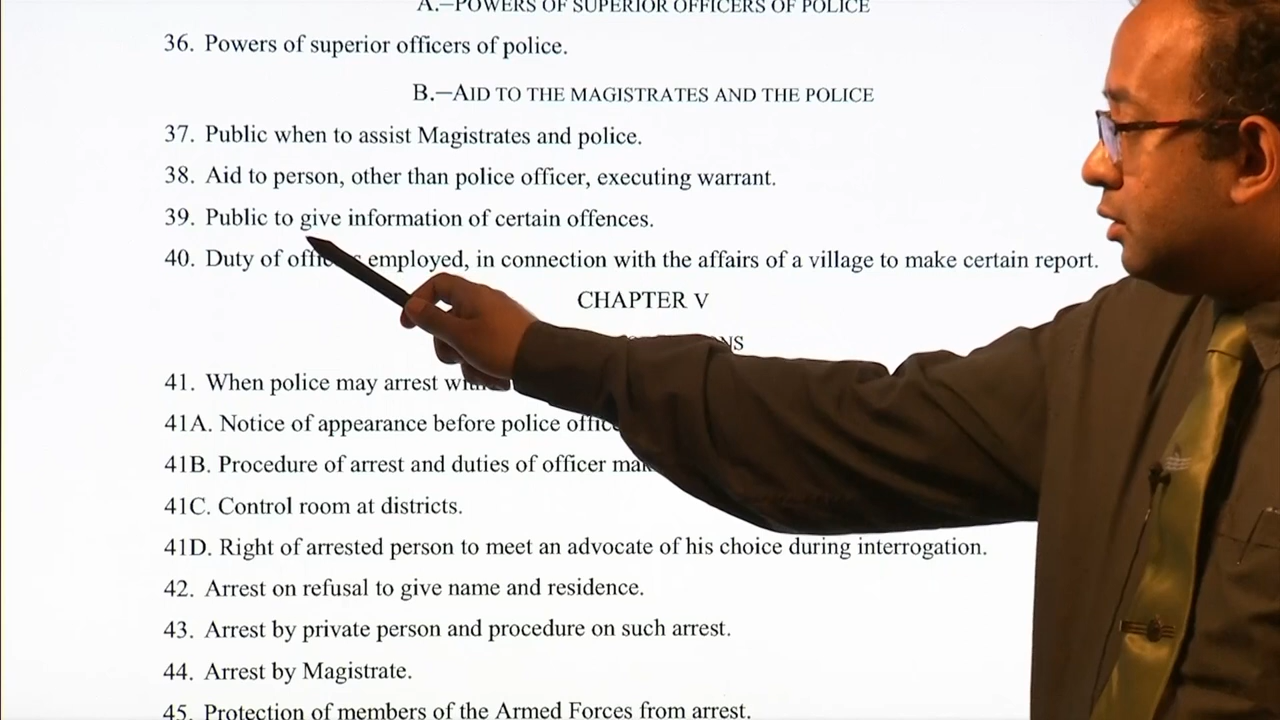 A.—POWERS OF SUPERIOR OFFICERS OF POLICE
36. Powers of superior officers of police.
B.—AID TO THE MAGISTRATES AND THE POLICE
37. Public when to assist Magistrates and police.
38. Aid to person, other than police officer, executing warrant.
39. Public to give information of certain offences.
40. Duty of employed, in connection with the affairs of a village to make certain report.
CHAPTER V
41. When police may arrest
41A. Notice of appearance before police
41B. Procedure of arrest and duties of officer
41C. Control room at districts.
41D. Right of arrested person to meet an advocate of his choice during interrogation.
42. Arrest on refusal to give name and residence.
43. Arrest by private person and procedure on such arrest.
44. Arrest by Magistrate.
45. Protection of members of the Armed Forces from arrest.